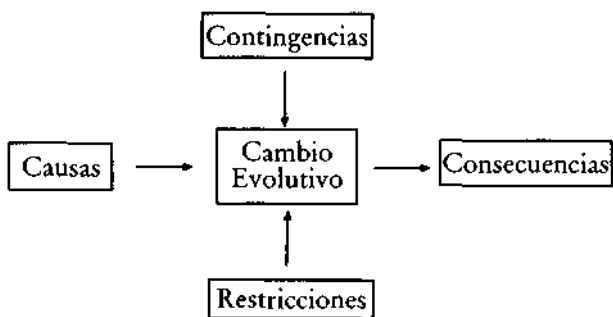 Contingencias
Causas
Cambio
Evolutivo
Consecuencias
Restricciones